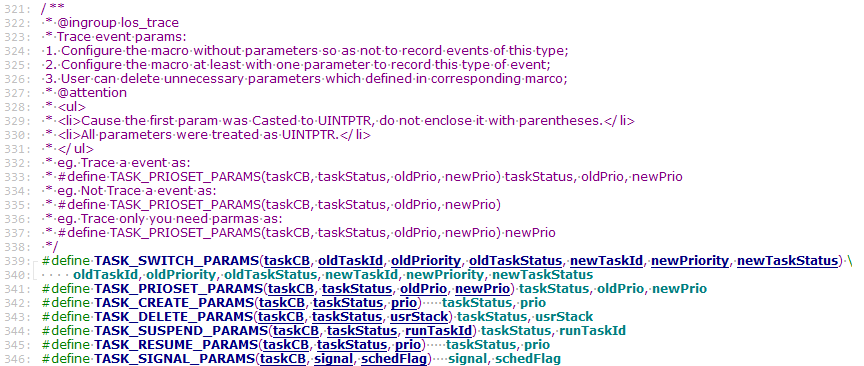 321: /**
322:  * @ingroup los_trace
323:  * Trace event params:
324:  1. Configure the macro without parameters so as not to record events of this type;
325:  2. Configure the macro at least with one parameter to record this type of event;
326:  3. User can delete unnecessary parameters which defined in corresponding marco;
327:  * @attention
328:  * <ul>
329:  * <li>Cause the first param was Casted to UINTPTR, do not enclose it with parentheses.</li>
330:  * <li>All parameters were treated as UINTPTR.</li>
331:  * </ul>
332:  * eg. Trace a event as:
333:  * #define TASK_PRIOSET_PARAMS(taskCB, taskStatus, oldPrio, newPrio) taskStatus, oldPrio, newPrio
334:  * eg. Not Trace a event as:
335:  * #define TASK_PRIOSET_PARAMS(taskCB, taskStatus, oldPrio, newPrio)
336:  * eg. Trace only you need parmas as:
337:  * #define TASK_PRIOSET_PARAMS(taskCB, taskStatus, oldPrio, newPrio) newPrio
338:  */
339: #define TASK_SWITCH_PARAMS(taskCB, oldTaskId, oldPriority, oldTaskStatus, newTaskId, newPriority, newTaskStatus) \
340:     oldTaskId, oldPriority, oldTaskStatus, newTaskId, newPriority, newTaskStatus
341: #define TASK_PRIOSET_PARAMS(taskCB, taskStatus, oldPrio, newPrio) taskStatus, oldPrio, newPrio
342: #define TASK_CREATE_PARAMS(taskCB, taskStatus, prio)    taskStatus, prio
343: #define TASK_DELETE_PARAMS(taskCB, taskStatus, usrStack) taskStatus, usrStack
344: #define TASK_SUSPEND_PARAMS(taskCB, taskStatus, runTaskId) taskStatus, runTaskId
345: #define TASK_RESUME_PARAMS(taskCB, taskStatus, prio)    taskStatus, prio
346: #define TASK_SIGNAL_PARAMS(taskCB, signal, schedFlag)    signal, schedFlag